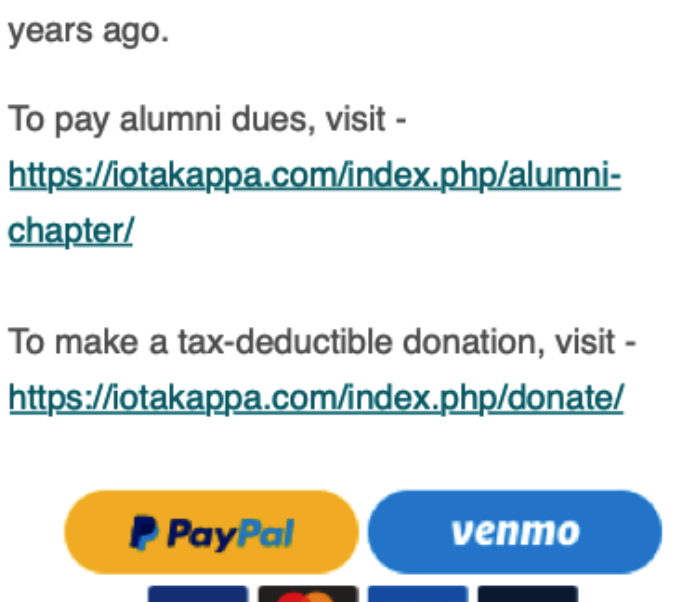 years ago.
To pay alumni dues, visit -
https://iotakappa.com/index.php/alumni-
chapter/
To make a tax-deductible donation, visit -
https://iotakappa.com/index.php/donate/
PayPal venmo